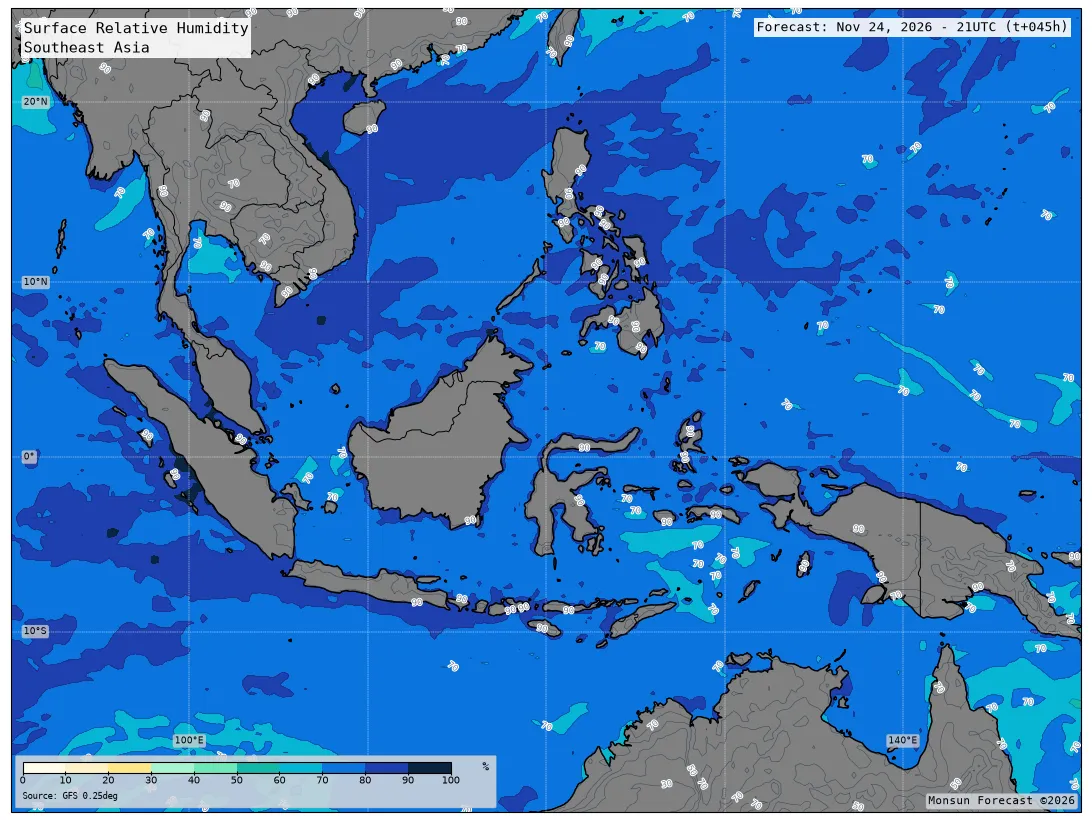 Surface Relative Humidity
Southeast Asia
Forecast: Nov 24, 2026 - 21UTC (t+045h)
20°N
10°N
0°
10°S
100°E
140°E
%
0 10 20 30 40 50 60 70 80 90 100
Source: GFS 0.25deg
Monsun Forecast ©2026